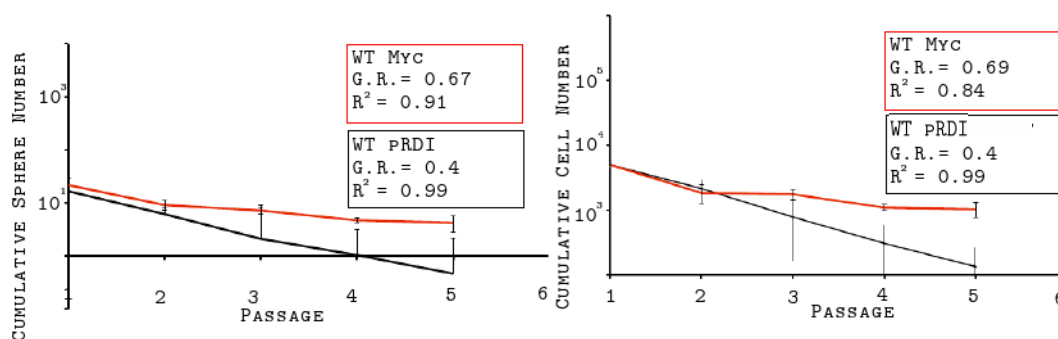 CUMULATIVE SPHERE NUMBER
10³
10¹
WT MYC
G.R.= 0.67
R² = 0.91
WT PRDI
G.R.= 0.4
R² = 0.99
1 2 3 4 5 6
PASSAGE
CUMULATIVE CELL NUMBER
10⁵
10⁴
10³
WT MYC
G.R.= 0.69
R² = 0.84
WT PRDI
G.R.= 0.4
R² = 0.99
1 2 3 4 5 6
PASSAGE